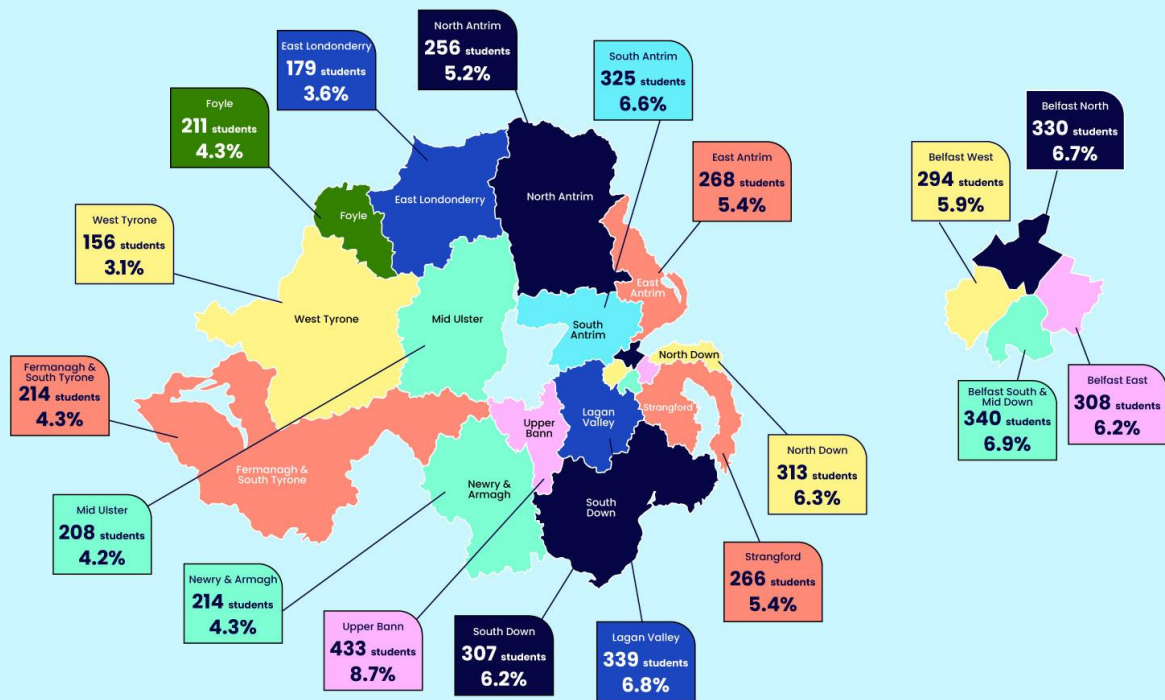 North Antrim
256 students
5.2%
East Londonderry
179 students
3.6%
South Antrim
325 students
6.6%
Foyle
211 students
4.3%
Belfast North
330 students
6.7%
East Antrim
268 students
5.4%
Belfast West
294 students
5.9%
West Tyrone
156 students
3.1%
Foyle
East Londonderry
North Antrim
East
Antrim
West Tyrone
Mid Ulster
South
Antrim
North Down
Fermanagh &
South Tyrone
214 students
4.3%
Belfast South &
Mid Down
340 students
6.9%
Belfast East
308 students
6.2%
Strangford
Lagan
Valley
Upper
Bann
North Down
313 students
6.3%
Fermanagh &
South Tyrone
Newry &
Armagh
South
Down
Mid Ulster
208 students
4.2%
Strangford
266 students
5.4%
Newry & Armagh
214 students
4.3%
Upper Bann
433 students
8.7%
South Down
307 students
6.2%
Lagan Valley
339 students
6.8%